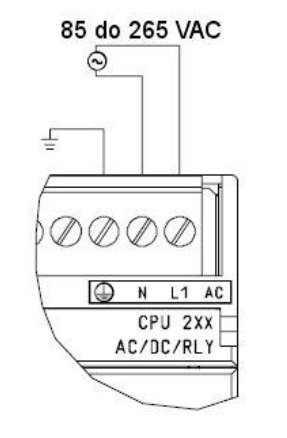 85 do 265 VAC
N L1 AC
CPU 2XX
AC/DC/RLY